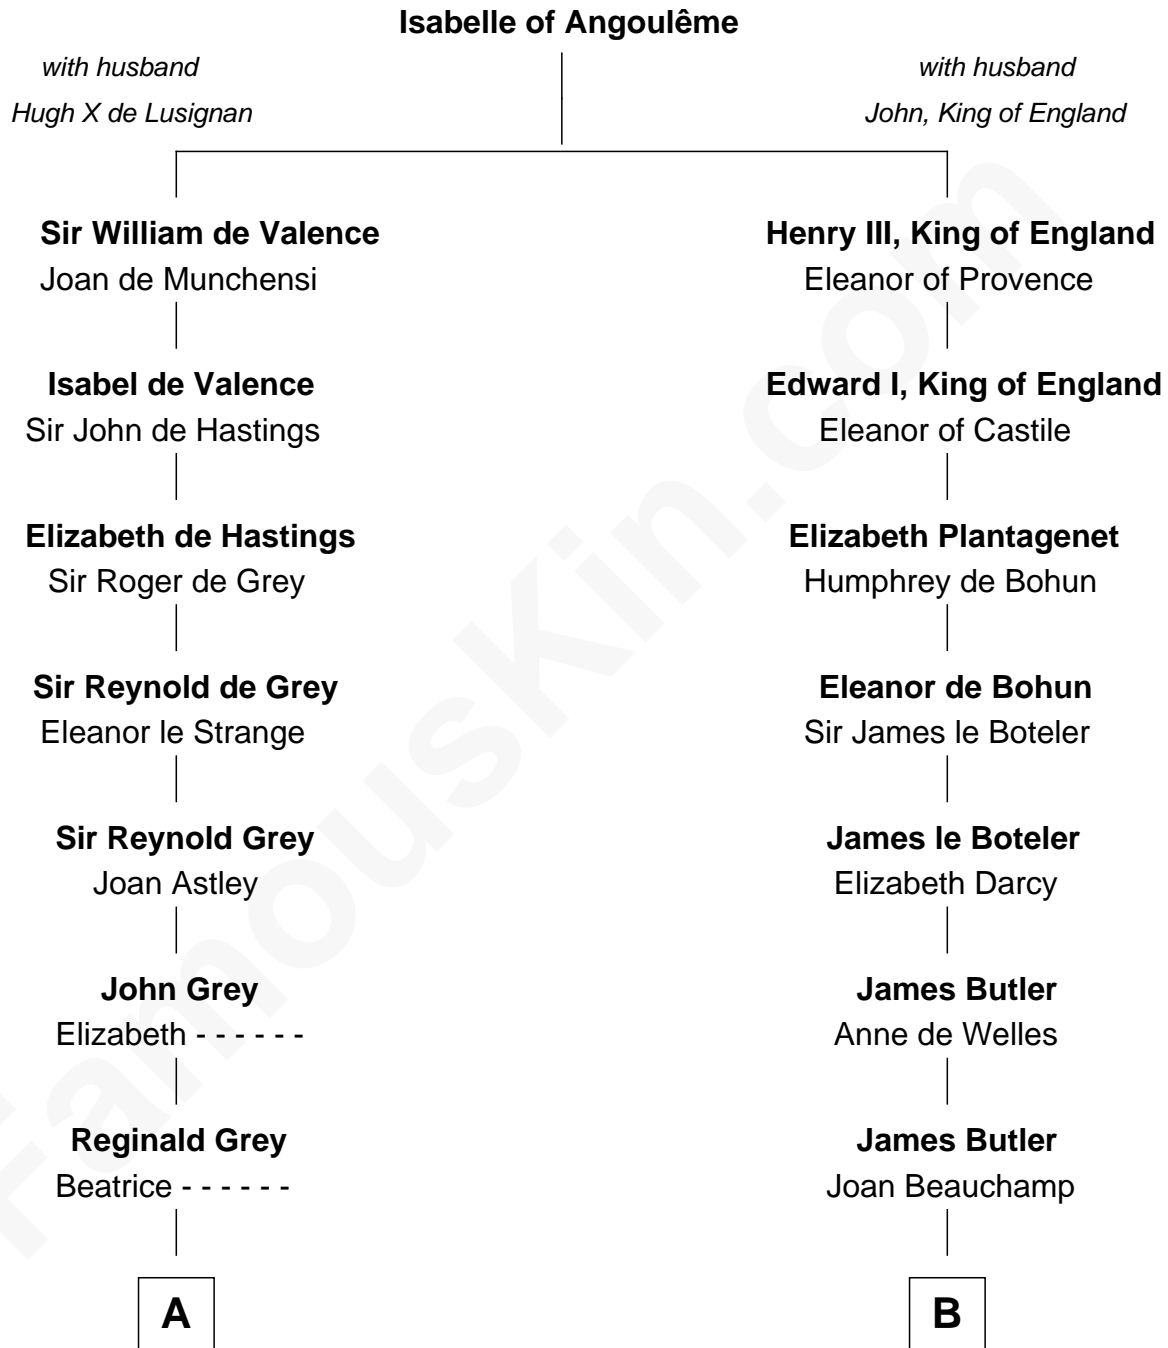 Isabelle of Angoulême
with husband
Hugh X de Lusignan
with husband
John, King of England
Sir William de Valence
Joan de Munchensi
Henry III, King of England
Eleanor of Provence
Isabel de Valence
Sir John de Hastings
Edward I, King of England
Eleanor of Castile
Elizabeth de Hastings
Sir Roger de Grey
Elizabeth Plantagenet
Humphrey de Bohun
Sir Reynold de Grey
Eleanor le Strange
Eleanor de Bohun
Sir James le Boteler
Sir Reynold Grey
Joan Astley
James le Boteler
Elizabeth Darcy
John Grey
Elizabeth - - - - - -
James Butler
Anne de Welles
Reginald Grey
Beatrice - - - - - -
James Butler
Joan Beauchamp
A
B
FamousKin.com